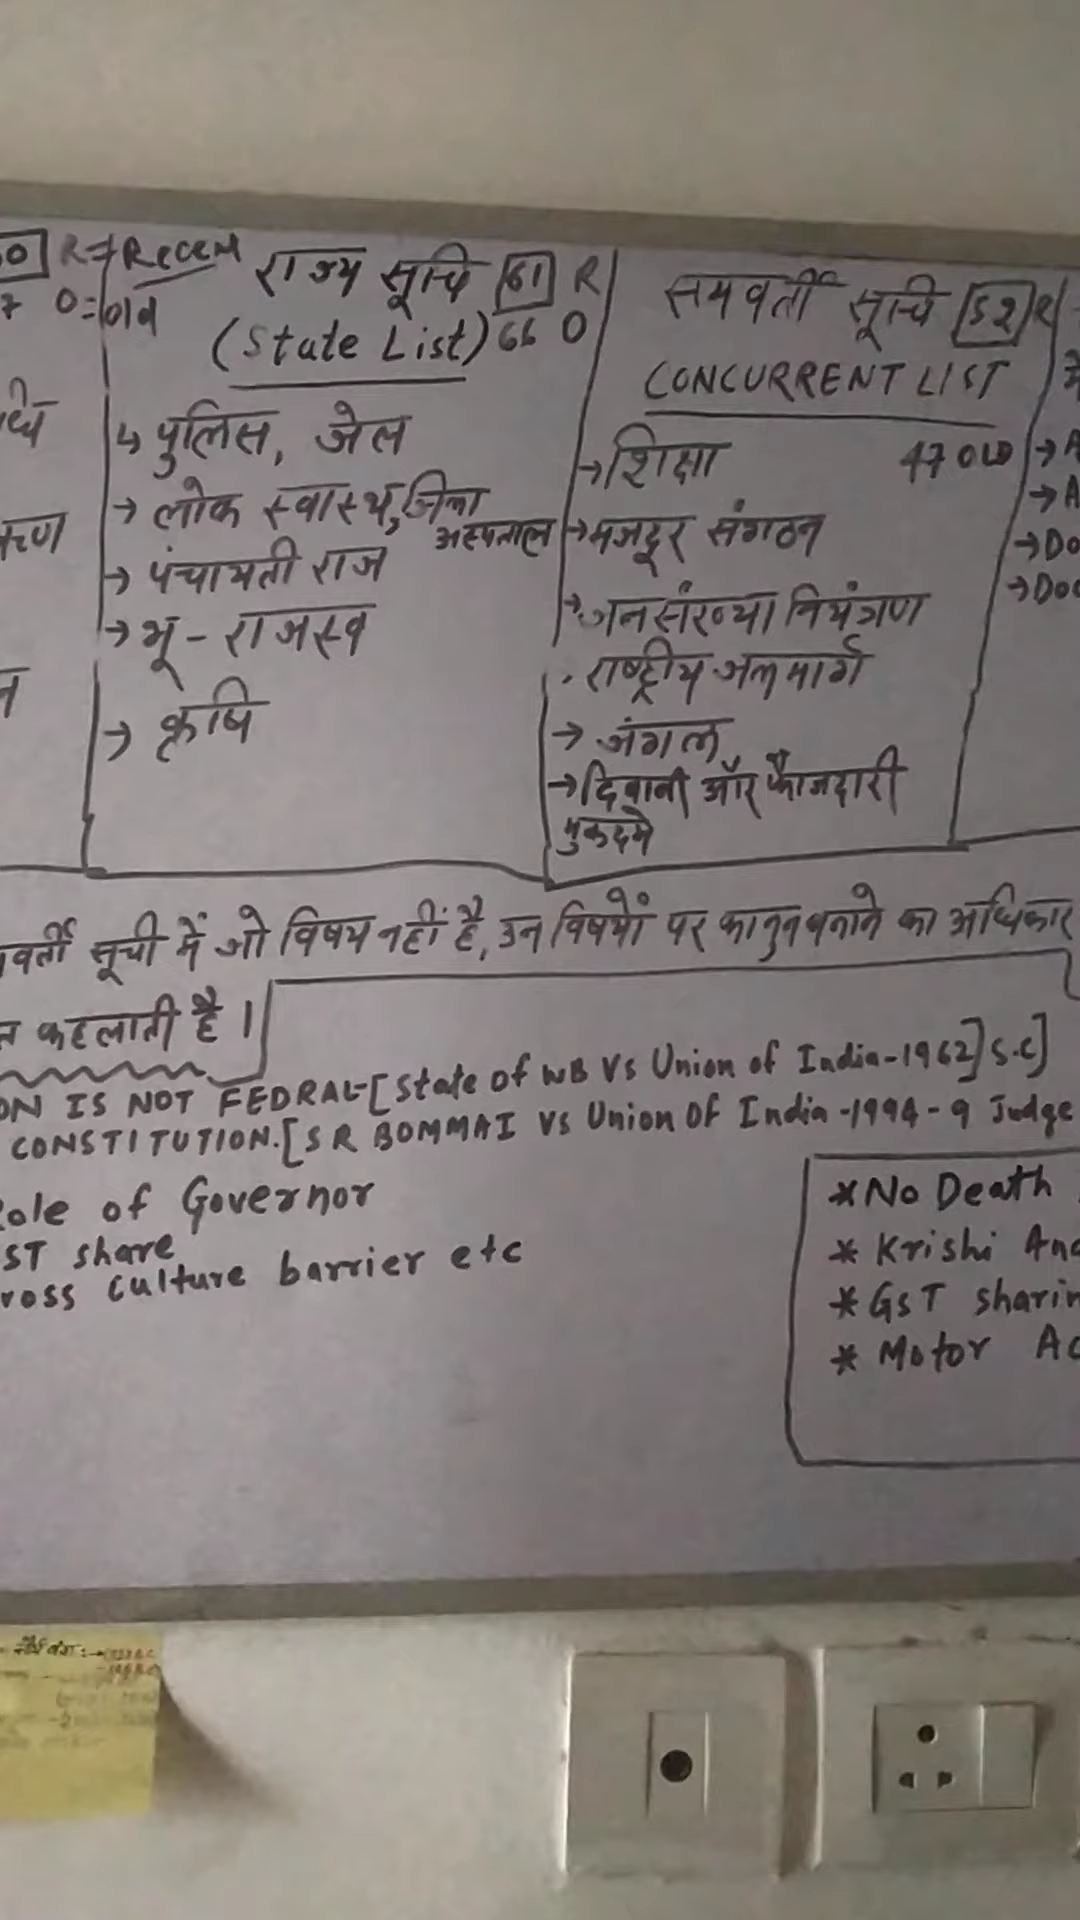 R⇒Recent
O=old
राज्य सूचि 61 R
(State List) 66 O
↳ पुलिस, जेल
→ लोक स्वास्थ्य, जिला
अस्पताल
→ पंचायती राज
→ भू-राजस्व
→ कृषि
समवर्ती सूचि 52 R
CONCURRENT LIST
47 OLD
→ शिक्षा
→ मजदूर संगठन
→ जनसंख्या नियंत्रण
· राष्ट्रीय जलमार्ग
→ जंगल
→ दिवानी और फौजदारी
मुकदमे
वर्ती सूची में जो विषय नहीं है, उन विषयों पर कानुन बनाने का अधिकार
कहलाती है।
ON IS NOT FEDRAL-[State of WB Vs Union of India-1962] S.C]
CONSTITUTION.[S R BOMMAI vs Union Of India-1994-9 Judge
Role of Governor
ST share
ross culture barrier etc
*No Death
* Krishi
* GST sharin
* Motor